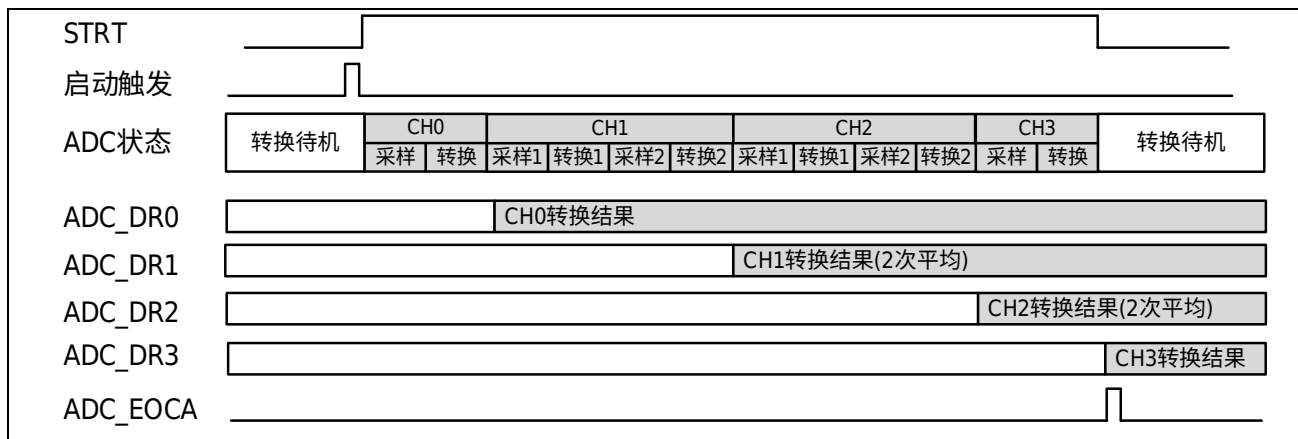 STRT
启动触发
ADC状态
转换待机 CH0 CH1 CH2 CH3 转换待机
采样 转换 采样1 转换1 采样2 转换2 采样1 转换1 采样2 转换2 采样 转换
ADC_DR0 CH0转换结果
ADC_DR1 CH1转换结果(2次平均)
ADC_DR2 CH2转换结果(2次平均)
ADC_DR3 CH3转换结果
ADC_EOCA